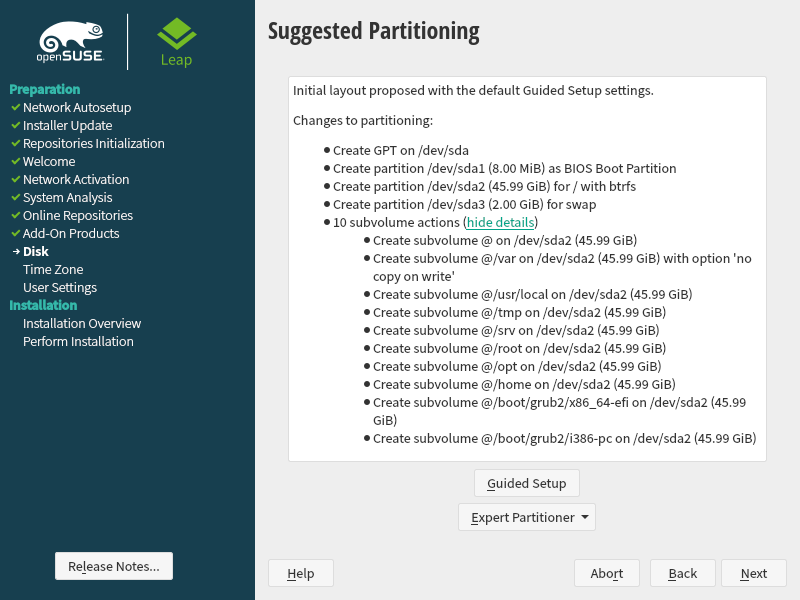 openSUSE
Leap
Preparation
Network Autosetup
Installer Update
Repositories Initialization
Welcome
Network Activation
System Analysis
Online Repositories
Add-On Products
Disk
Time Zone
User Settings
Installation
Installation Overview
Perform Installation
Release Notes...
Suggested Partitioning
Initial layout proposed with the default Guided Setup settings.
Changes to partitioning:
Create GPT on /dev/sda
Create partition /dev/sda1 (8.00 MiB) as BIOS Boot Partition
Create partition /dev/sda2 (45.99 GiB) for / with btrfs
Create partition /dev/sda3 (2.00 GiB) for swap
10 subvolume actions (hide details)
Create subvolume @ on /dev/sda2 (45.99 GiB)
Create subvolume @/var on /dev/sda2 (45.99 GiB) with option 'no
copy on write'
Create subvolume @/usr/local on /dev/sda2 (45.99 GiB)
Create subvolume @/tmp on /dev/sda2 (45.99 GiB)
Create subvolume @/srv on /dev/sda2 (45.99 GiB)
Create subvolume @/root on /dev/sda2 (45.99 GiB)
Create subvolume @/opt on /dev/sda2 (45.99 GiB)
Create subvolume @/home on /dev/sda2 (45.99 GiB)
Create subvolume @/boot/grub2/x86_64-efi on /dev/sda2 (45.99
GiB)
Create subvolume @/boot/grub2/i386-pc on /dev/sda2 (45.99 GiB)
Guided Setup
Expert Partitioner
Help
Abort
Back
Next